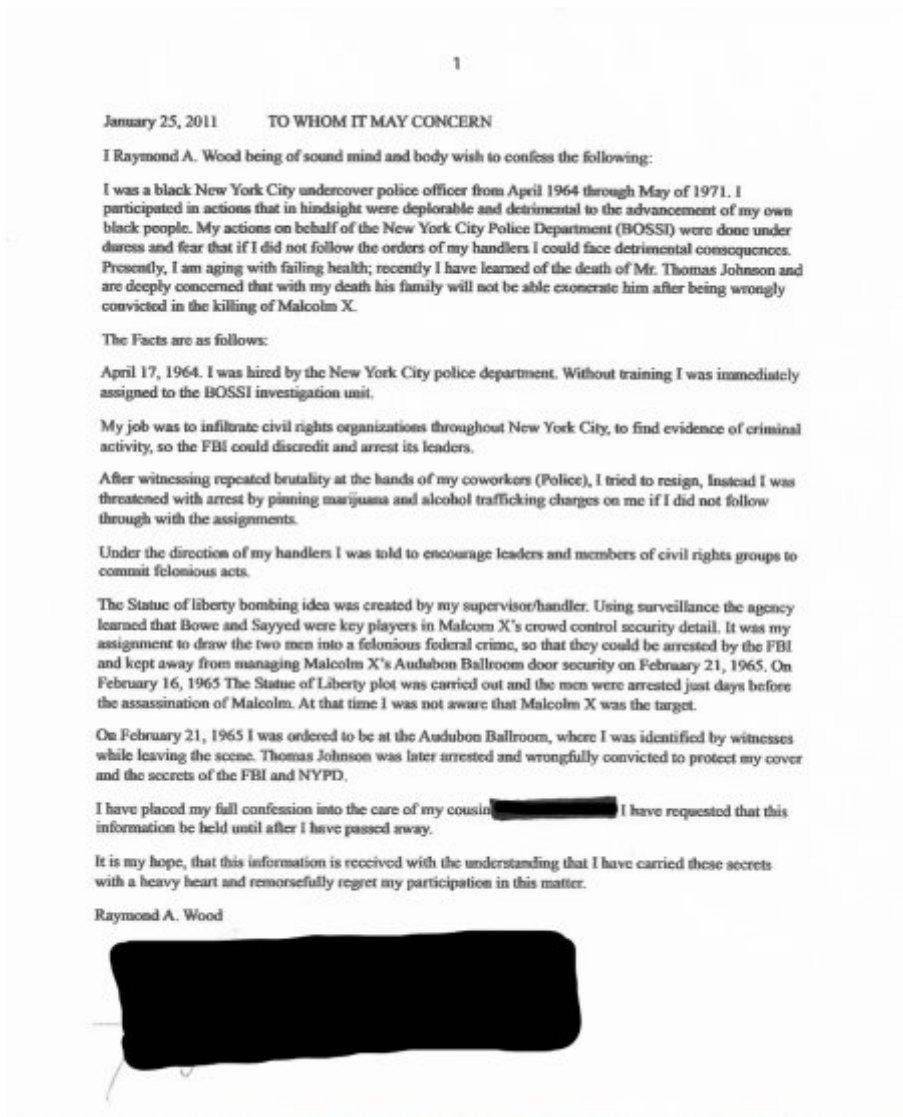 1
January 25, 2011 TO WHOM IT MAY CONCERN
I Raymond A. Wood being of sound mind and body wish to confess the following:
I was a black New York City undercover police officer from April 1964 through May of 1971. I
participated in actions that in hindsight were deplorable and detrimental to the advancement of my own
black people. My actions on behalf of the New York City Police Department (BOSSI) were done under
duress and fear that if I did not follow the orders of my handlers I could face detrimental consequences.
Presently, I am aging with failing health; recently I have learned of the death of Mr. Thomas Johnson and
are deeply concerned that with my death his family will not be able exonerate him after being wrongly
convicted in the killing of Malcolm X.
The Facts are as follows:
April 17, 1964. I was hired by the New York City police department. Without training I was immediately
assigned to the BOSSI investigation unit.
My job was to infiltrate civil rights organizations throughout New York City, to find evidence of criminal
activity, so the FBI could discredit and arrest its leaders.
After witnessing repeated brutality at the hands of my coworkers (Police), I tried to resign, Instead I was
threatened with arrest by pinning marijuana and alcohol trafficking charges on me if I did not follow
through with the assignments.
Under the direction of my handlers I was told to encourage leaders and members of civil rights groups to
commit felonious acts.
The Statue of liberty bombing idea was created by my supervisor/handler. Using surveillance the agency
learned that Bowe and Sayyed were key players in Malcom X's crowd control security detail. It was my
assignment to draw the two men into a felonious federal crime, so that they could be arrested by the FBI
and kept away from managing Malcolm X's Audubon Ballroom door security on February 21, 1965. On
February 16, 1965 The Statue of Liberty plot was carried out and the men were arrested just days before
the assassination of Malcolm. At that time I was not aware that Malcolm X was the target.
On February 21, 1965 I was ordered to be at the Audubon Ballroom, where I was identified by witnesses
while leaving the scene. Thomas Johnson was later arrested and wrongfully convicted to protect my cover
and the secrets of the FBI and NYPD.
I have placed my full confession into the care of my cousin I have requested that this
information be held until after I have passed away.
It is my hope, that this information is received with the understanding that I have carried these secrets
with a heavy heart and remorsefully regret my participation in this matter.
Raymond A. Wood